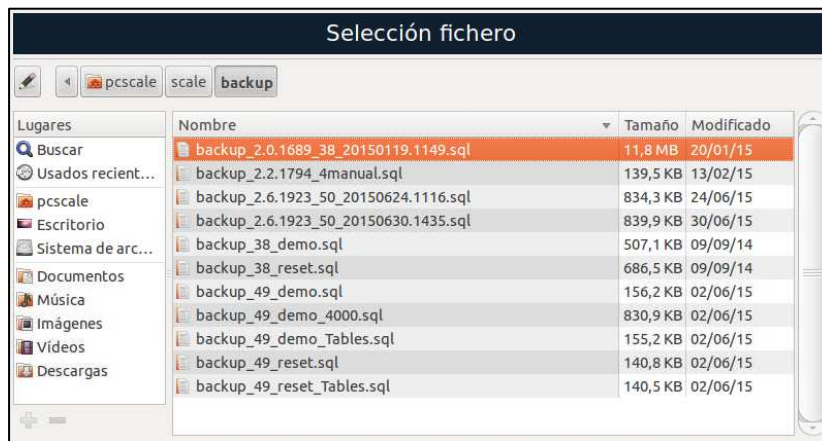 Selección fichero
pcscale scale backup
Lugares
Buscar
Usados recient...
pcscale
Escritorio
Sistema de arc...
Documentos
Música
Imágenes
Vídeos
Descargas
Nombre Tamaño Modificado
backup_2.0.1689_38_20150119.1149.sql 11,8 MB 20/01/15
backup_2.2.1794_4manual.sql 139,5 KB 13/02/15
backup_2.6.1923_50_20150624.1116.sql 834,3 KB 24/06/15
backup_2.6.1923_50_20150630.1435.sql 839,9 KB 30/06/15
backup_38_demo.sql 507,1 KB 09/09/14
backup_38_reset.sql 686,5 KB 09/09/14
backup_49_demo.sql 156,2 KB 02/06/15
backup_49_demo_4000.sql 830,9 KB 02/06/15
backup_49_demo_Tables.sql 155,2 KB 02/06/15
backup_49_reset.sql 140,8 KB 02/06/15
backup_49_reset_Tables.sql 140,5 KB 02/06/15